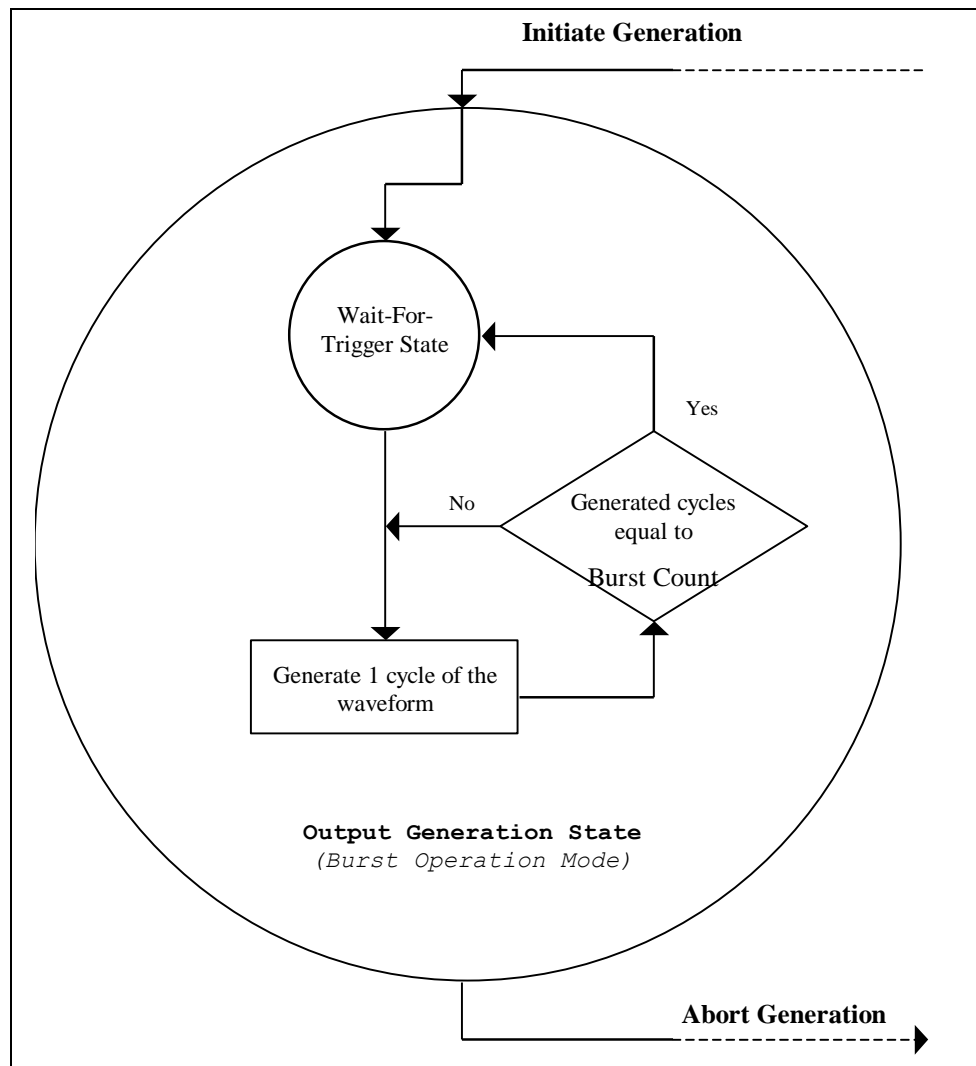 Initiate Generation
Wait-For-
Trigger State
Yes
No
Generated cycles
equal to
Burst Count
Generate 1 cycle of the
waveform
Output Generation State
(Burst Operation Mode)
Abort Generation